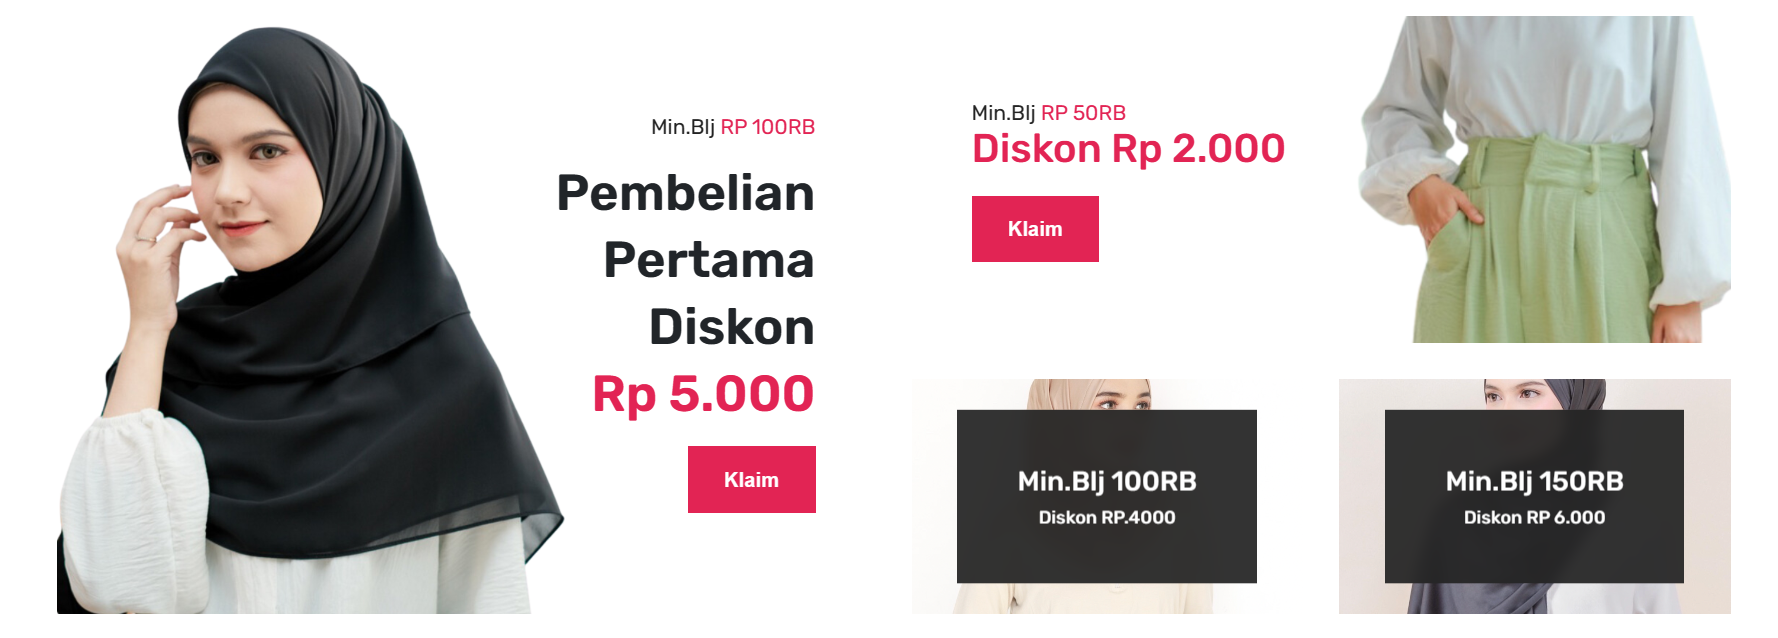 Min.Blj RP 100RB
Pembelian
Pertama
Diskon
Rp 5.000
Klaim
Min.Blj RP 50RB
Diskon Rp 2.000
Klaim
Min.Blj 100RB
Diskon RP.4000
Min.Blj 150RB
Diskon RP 6.000